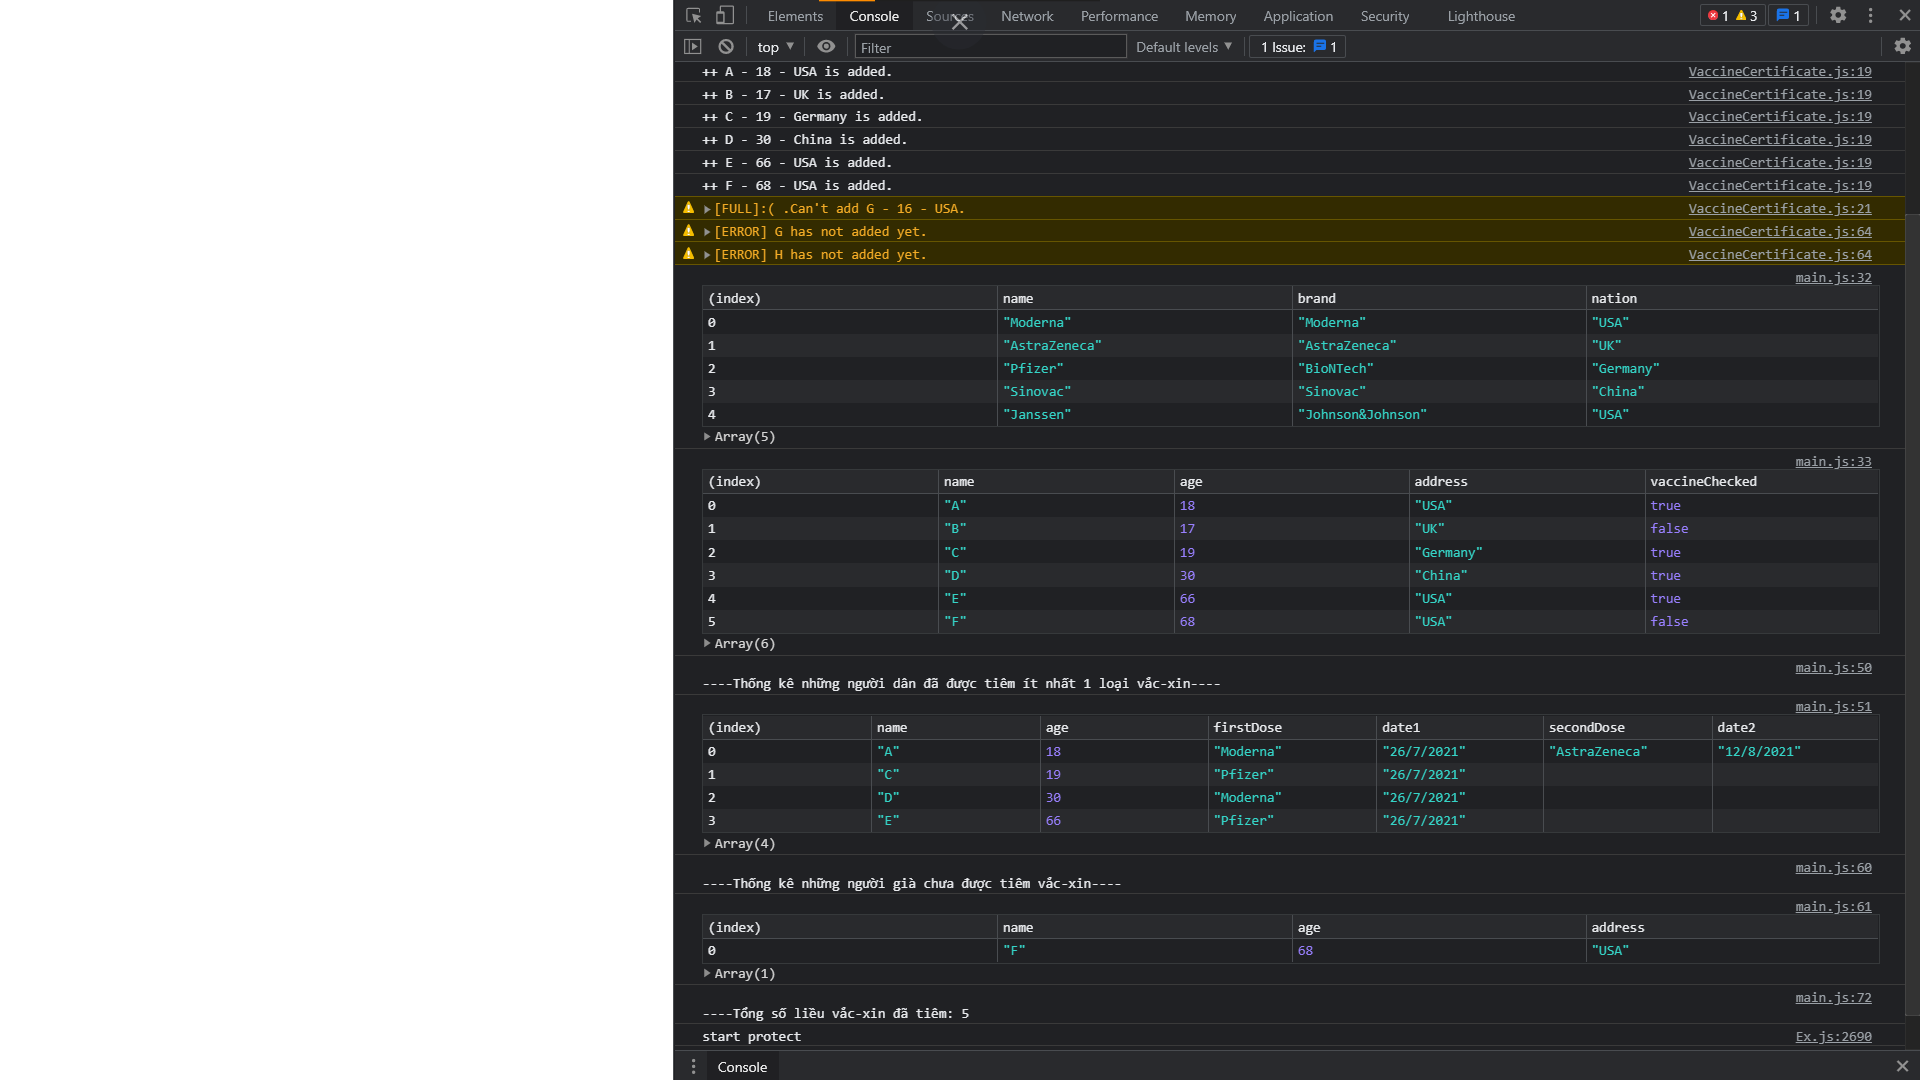 Elements Console Sources Network Performance Memory Application Security Lighthouse 1 3 1
top Filter Default levels 1 Issue: 1
++ A - 18 - USA is added. VaccineCertificate.js:19
++ B - 17 - UK is added. VaccineCertificate.js:19
++ C - 19 - Germany is added. VaccineCertificate.js:19
++ D - 30 - China is added. VaccineCertificate.js:19
++ E - 66 - USA is added. VaccineCertificate.js:19
++ F - 68 - USA is added. VaccineCertificate.js:19
[FULL]:( .Can't add G - 16 - USA. VaccineCertificate.js:21
[ERROR] G has not added yet. VaccineCertificate.js:64
[ERROR] H has not added yet. VaccineCertificate.js:64
main.js:32
(index) name brand nation
0 "Moderna" "Moderna" "USA"
1 "AstraZeneca" "AstraZeneca" "UK"
2 "Pfizer" "BioNTech" "Germany"
3 "Sinovac" "Sinovac" "China"
4 "Janssen" "Johnson&Johnson" "USA"
Array(5)
main.js:33
(index) name age address vaccineChecked
0 "A" 18 "USA" true
1 "B" 17 "UK" false
2 "C" 19 "Germany" true
3 "D" 30 "China" true
4 "E" 66 "USA" true
5 "F" 68 "USA" false
Array(6)
main.js:50
----Thống kê những người dân đã được tiêm ít nhất 1 loại vắc-xin----
main.js:51
(index) name age firstDose date1 secondDose date2
0 "A" 18 "Moderna" "26/7/2021" "AstraZeneca" "12/8/2021"
1 "C" 19 "Pfizer" "26/7/2021"
2 "D" 30 "Moderna" "26/7/2021"
3 "E" 66 "Pfizer" "26/7/2021"
Array(4)
main.js:60
----Thống kê những người già chưa được tiêm vắc-xin----
main.js:61
(index) name age address
0 "F" 68 "USA"
Array(1)
main.js:72
----Tổng số liều vắc-xin đã tiêm: 5
start protect Ex.js:2690
Console